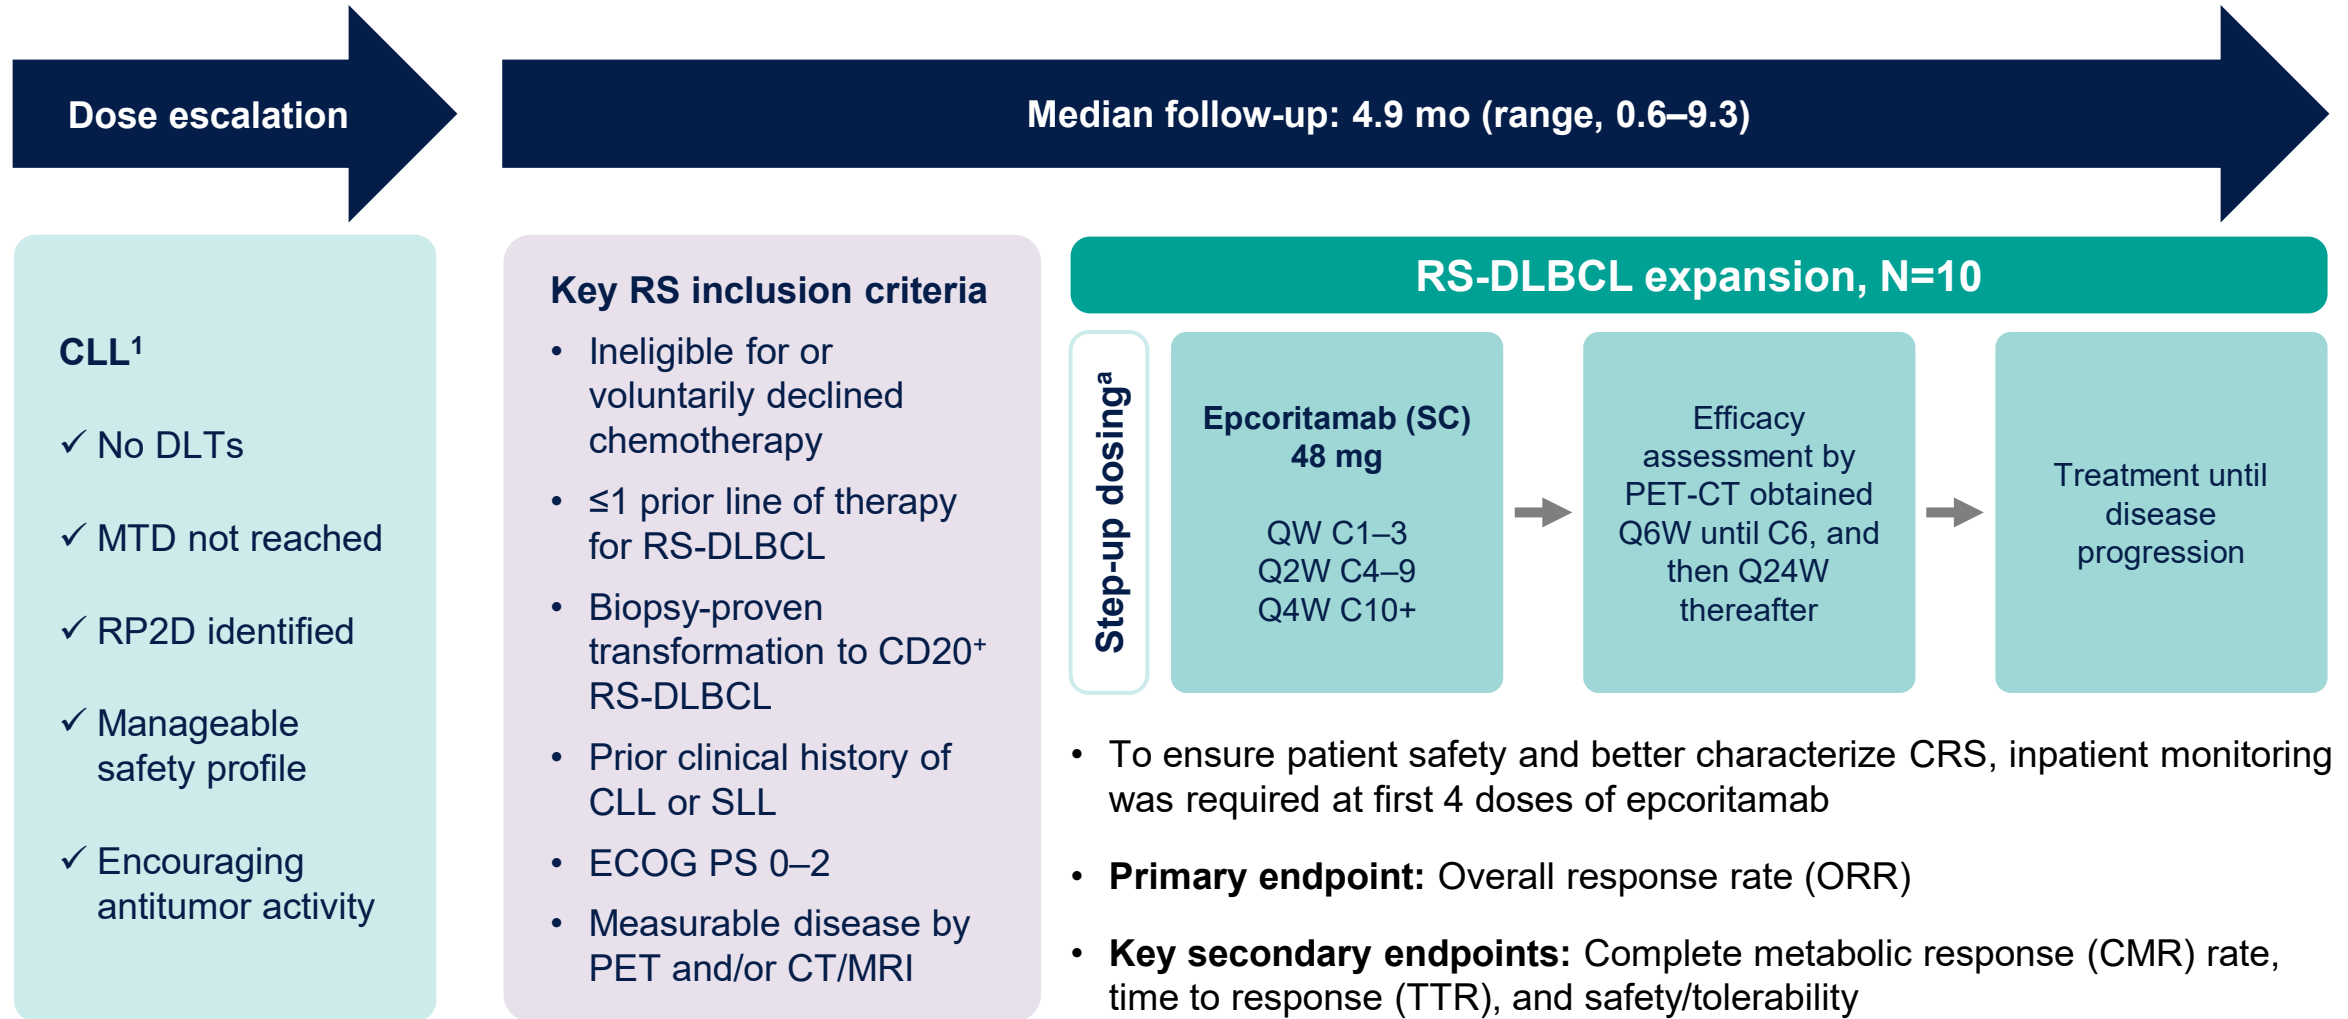 Dose escalation
Median follow-up: 4.9 mo (range, 0.6–9.3)
CLL¹
✓ No DLTs
✓ MTD not reached
✓ RP2D identified
✓ Manageable
safety profile
✓ Encouraging
antitumor activity
Key RS inclusion criteria
• Ineligible for or
voluntarily declined
chemotherapy
• ≤1 prior line of therapy
for RS-DLBCL
• Biopsy-proven
transformation to CD20⁺
RS-DLBCL
• Prior clinical history of
CLL or SLL
• ECOG PS 0–2
• Measurable disease by
PET and/or CT/MRI
RS-DLBCL expansion, N=10
Step-up dosingᵃ
Epcoritamab (SC)
48 mg
QW C1–3
Q2W C4–9
Q4W C10+
Efficacy
assessment by
PET-CT obtained
Q6W until C6, and
then Q24W
thereafter
Treatment until
disease
progression
• To ensure patient safety and better characterize CRS, inpatient monitoring
was required at first 4 doses of epcoritamab
• Primary endpoint: Overall response rate (ORR)
• Key secondary endpoints: Complete metabolic response (CMR) rate,
time to response (TTR), and safety/tolerability